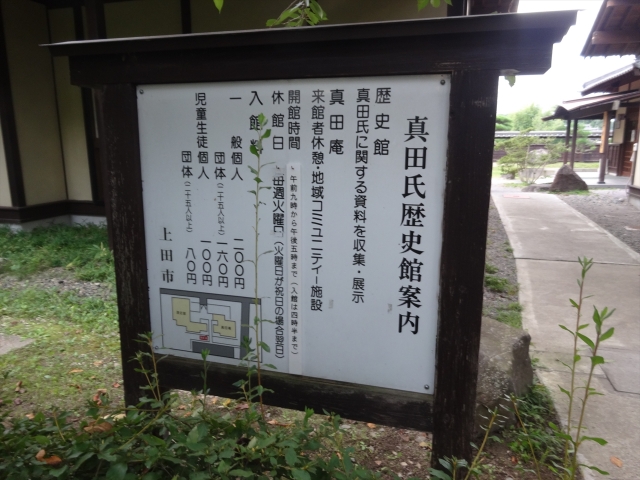 真田氏歴史館案内
歴史館
真田氏に関する資料を収集・展示
真田庵
来館者休憩・地域コミュニティー施設
開館時間 、午前九時から午後五時まで(入館は四時半まで)
休館日 、毎週火曜日(火曜日が祝日の場合翌日)
入館
一般個人 二〇〇円
団体(二十五人以上) 一六〇円
児童生徒個人 一〇〇円
団体(二十五人以上) 八〇円
上田市